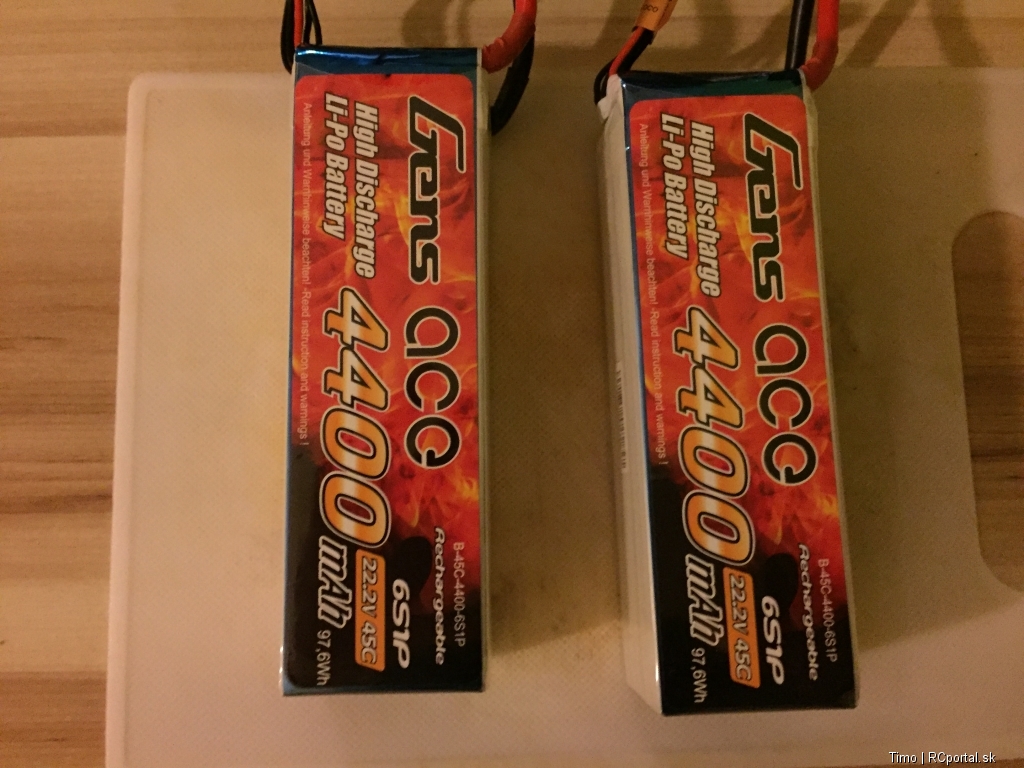 Gens ace
High Discharge
Li-Po Battery
4400 mAh
22.2V 45C
97,6Wh
6S1P
Rechargeable
B-45C-4400-6S1P
Anleitung und Warnhinweise beachten! -Read instruction and warnings !
Gens ace
High Discharge
Li-Po Battery
4400 mAh
22.2V 45C
97,6Wh
6S1P
Rechargeable
B-45C-4400-6S1P
Anleitung und Warnhinweise beachten! -Read instruction and warnings !
Timo | RCportal.sk